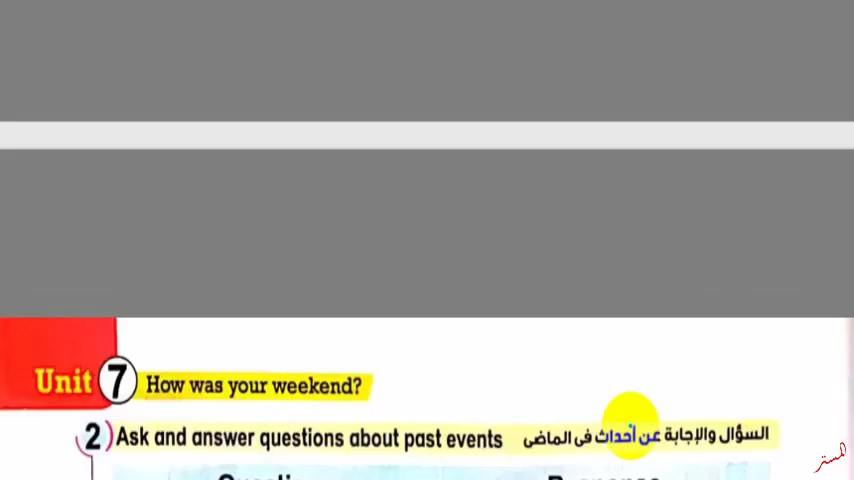 Unit 7 How was your weekend?
2 Ask and answer questions about past events السؤال والإجابة عن أحداث فى الماضى
المستر